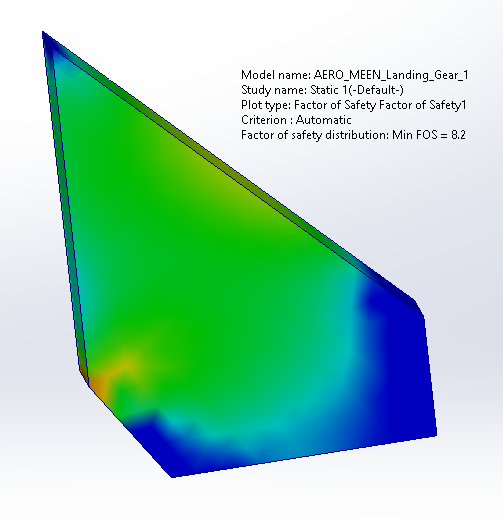 Model name: AERO_MEEN_Landing_Gear_1
Study name: Static 1(-Default-)
Plot type: Factor of Safety Factor of Safety1
Criterion : Automatic
Factor of safety distribution: Min FOS = 8.2